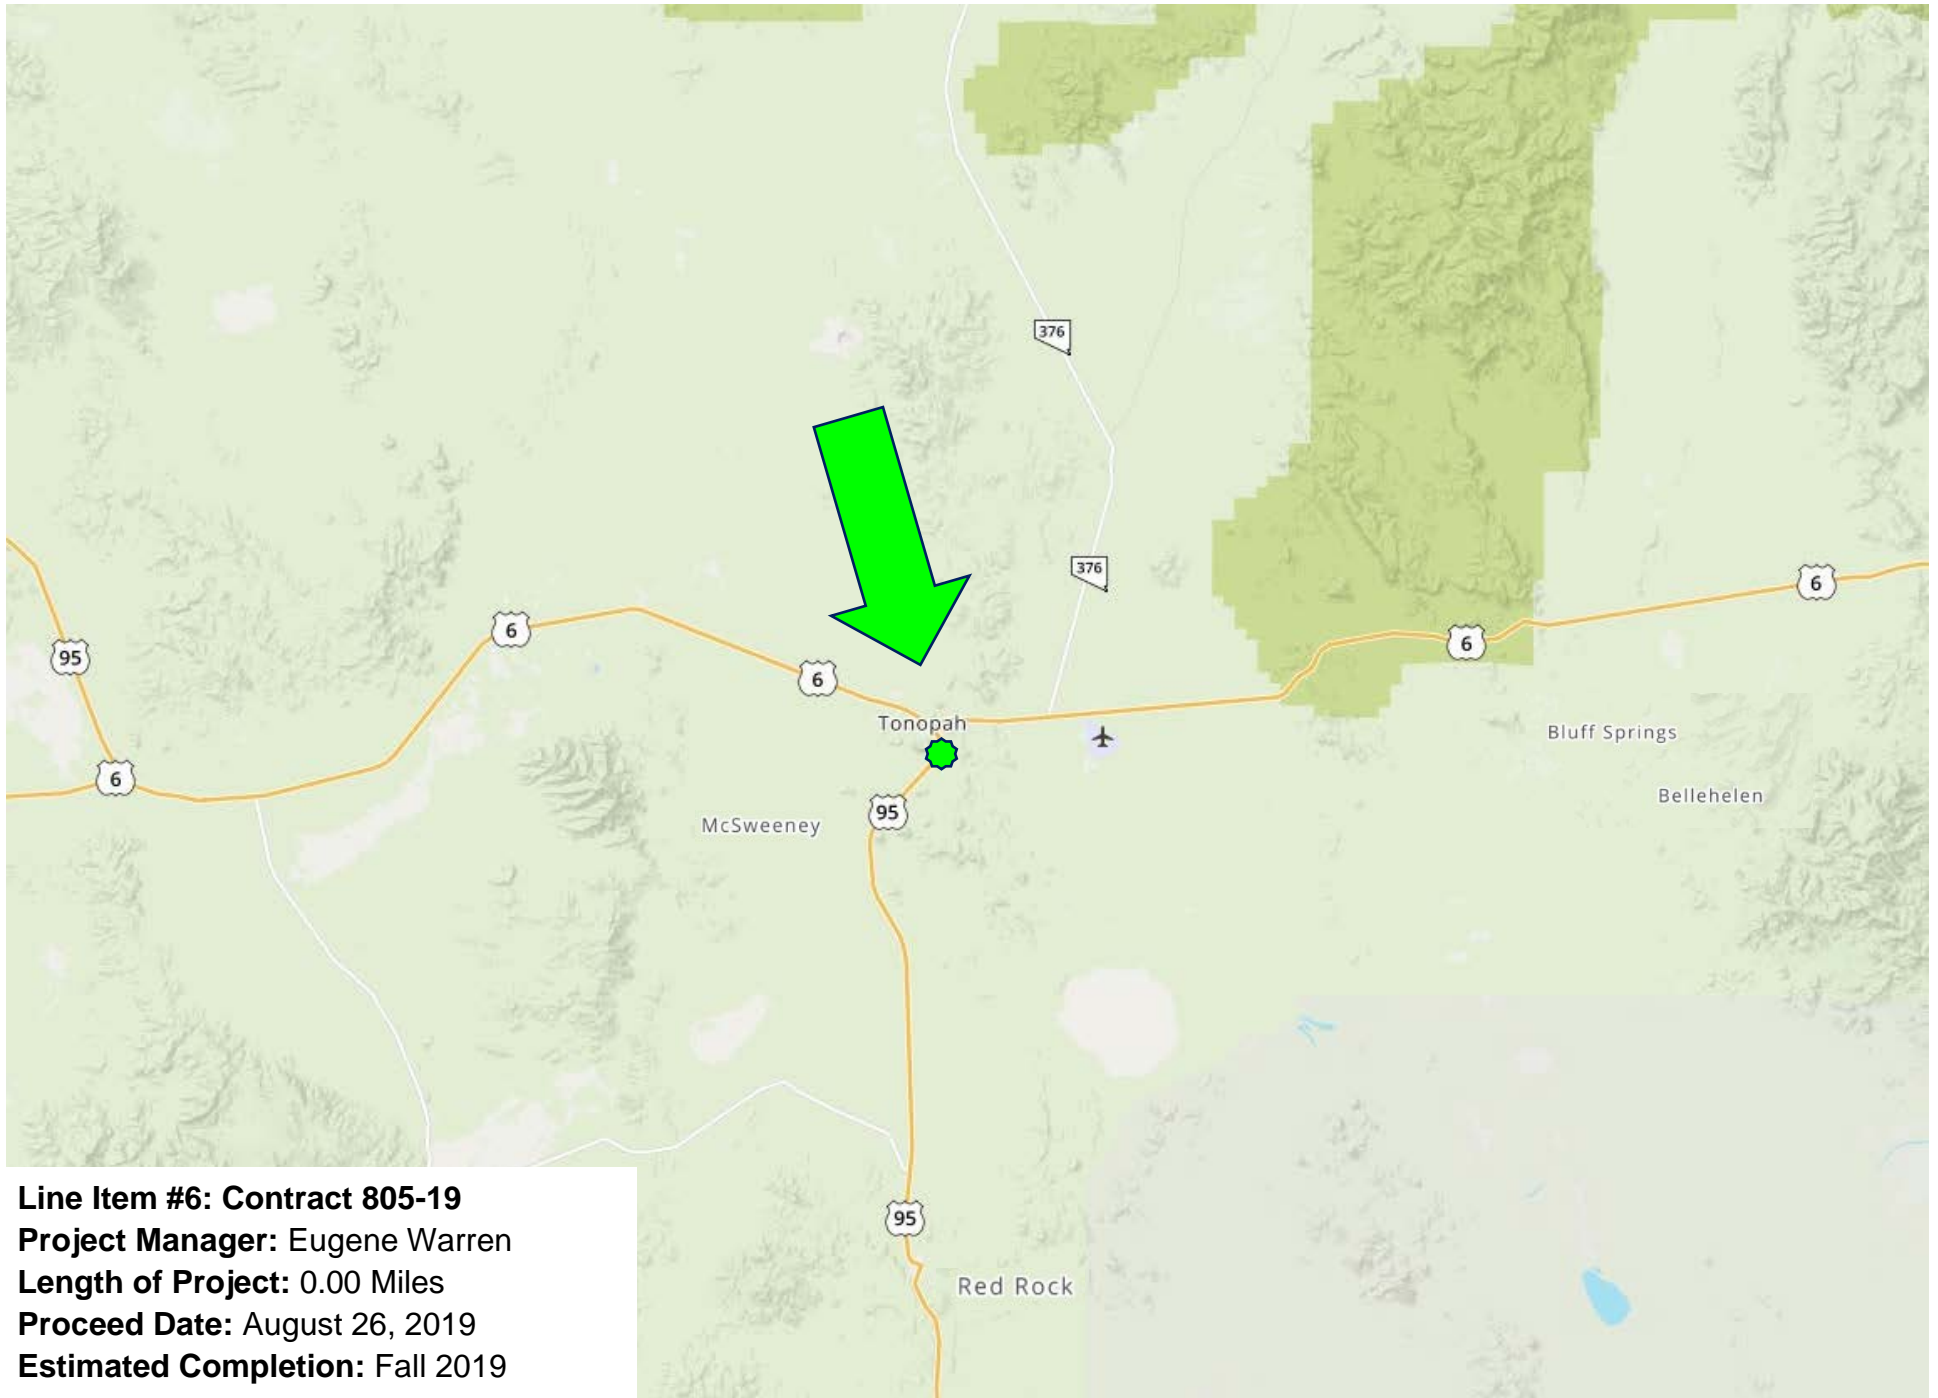 376
376
6
6
95
6
6
Tonopah
Bluff Springs
6
Bellehelen
95
McSweeney
95
Red Rock
Line Item #6: Contract 805-19
Project Manager: Eugene Warren
Length of Project: 0.00 Miles
Proceed Date: August 26, 2019
Estimated Completion: Fall 2019